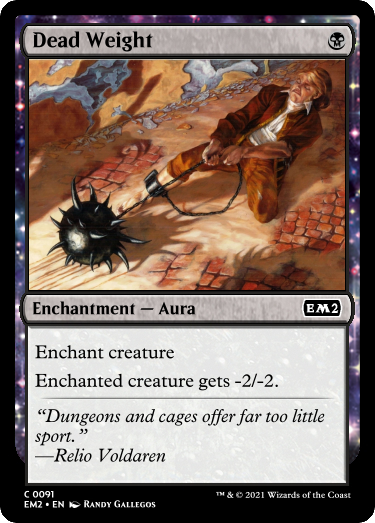 Dead Weight
Enchantment — Aura
EM2
Enchant creature
Enchanted creature gets -2/-2.
“Dungeons and cages offer far too little
sport.”
—Relio Voldaren
C 0091
EM2 • EN Randy Gallegos
™ & © 2021 Wizards of the Coast